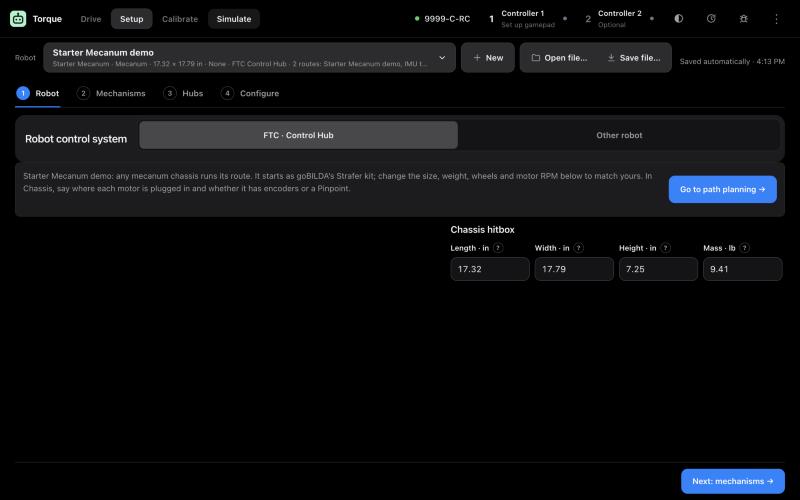 Torque
Drive
Setup
Calibrate
Simulate
9999-C-RC
1
Controller 1
Set up gamepad
2
Controller 2
Optional
Robot
Starter Mecanum demo
Starter Mecanum · Mecanum · 17.32 × 17.79 in · None · FTC Control Hub · 2 routes: Starter Mecanum demo, IMU t...
New
Open file...
Save file...
Saved automatically · 4:13 PM
1 Robot
2 Mechanisms
3 Hubs
4 Configure
Robot control system
FTC · Control Hub
Other robot
Starter Mecanum demo: any mecanum chassis runs its route. It starts as goBILDA's Strafer kit; change the size, weight, wheels and motor RPM below to match yours. In
Chassis, say where each motor is plugged in and whether it has encoders or a Pinpoint.
Go to path planning →
Chassis hitbox
Length · in ?
Width · in ?
Height · in ?
Mass · lb ?
17.32
17.79
7.25
9.41
Next: mechanisms →